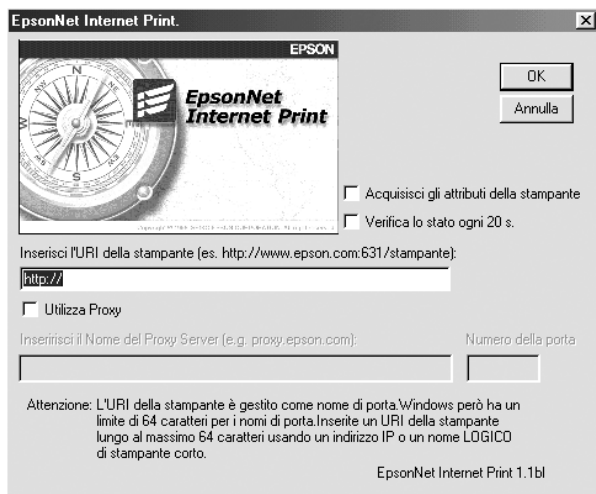 EpsonNet Internet Print.
EPSON
EpsonNet
Internet Print
N
NE
E
SE
S
SW
W
NW
OK
Annulla
Acquisisci gli attributi della stampante
Verifica lo stato ogni 20 s.
Inserisci l'URI della stampante (es. http://www.epson.com:631/stampante):
http://
Utilizza Proxy
Inseririsci il Nome del Proxy Server (e.g. proxy.epson.com):
Numero della porta
Attenzione: L'URI della stampante è gestito come nome di porta.Windows però ha un
limite di 64 caratteri per i nomi di porta.Inserite un URI della stampante
lungo al massimo 64 caratteri usando un indirizzo IP o un nome LOGICO
di stampante corto.
EpsonNet Internet Print 1.1bl